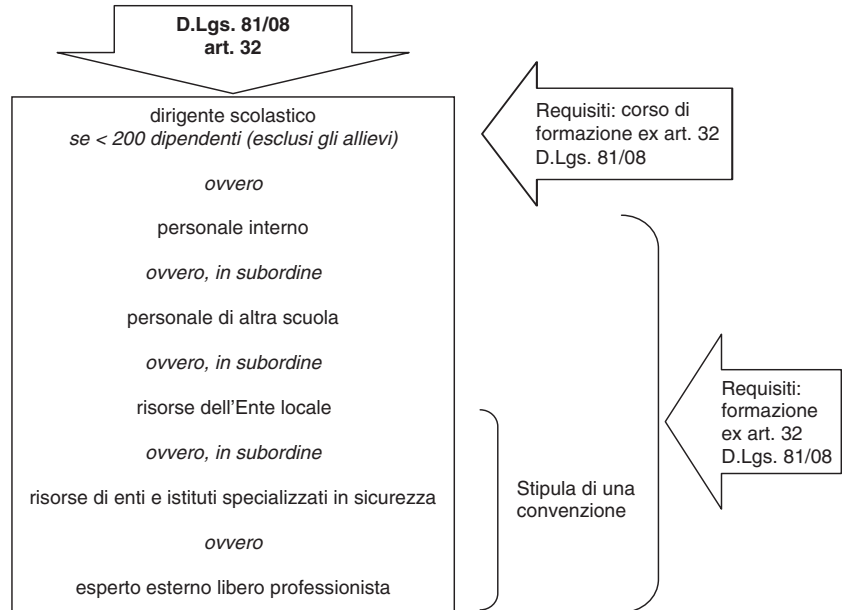 D.Lgs. 81/08
art. 32
dirigente scolastico
se < 200 dipendenti (esclusi gli allievi)
ovvero
personale interno
ovvero, in subordine
personale di altra scuola
ovvero, in subordine
risorse dell'Ente locale
ovvero, in subordine
risorse di enti e istituti specializzati in sicurezza
ovvero
esperto esterno libero professionista
Requisiti: corso di
formazione ex art. 32
D.Lgs. 81/08
Stipula di una
convenzione
Requisiti:
formazione
ex art. 32
D.Lgs. 81/08